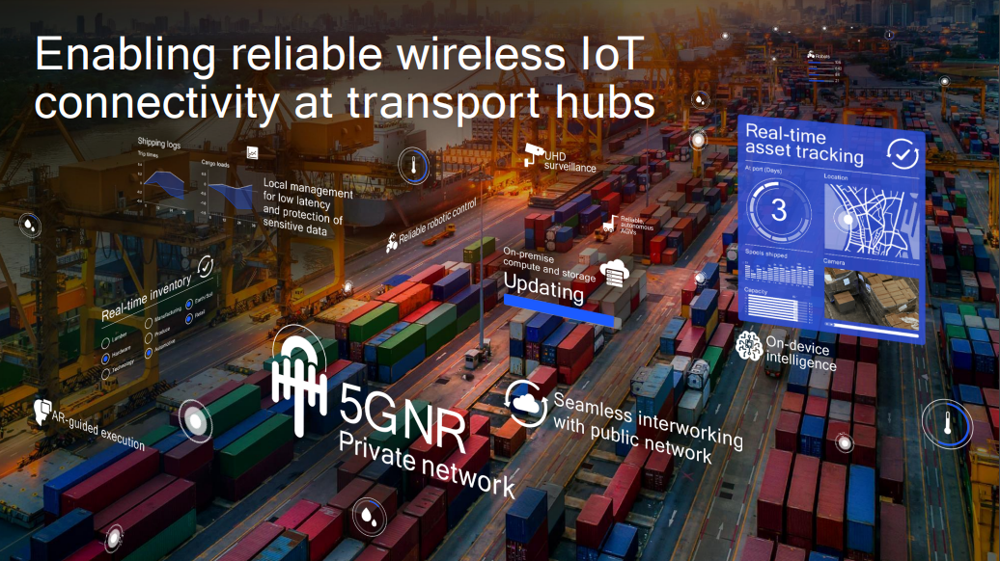 Enabling reliable wireless IoT
connectivity at transport hubs
Shipping logs
Trip times
Cargo loads
Local management
for low latency
and protection of
sensitive data
UHD
surveillance
Robots
Real-time
asset tracking
At port (Days)
3
Location
Spools shipped
Camera
Capacity
Reliable robotic control
Reliable,
autonomous
AGVs
On-premise
compute and storage
Updating
Real-time inventory
Lumber
Hardware
Technology
Manufacturing
Produce
Automotive
Retail
On-device
intelligence
AR-guided execution
5G NR
Private network
Seamless interworking
with public network